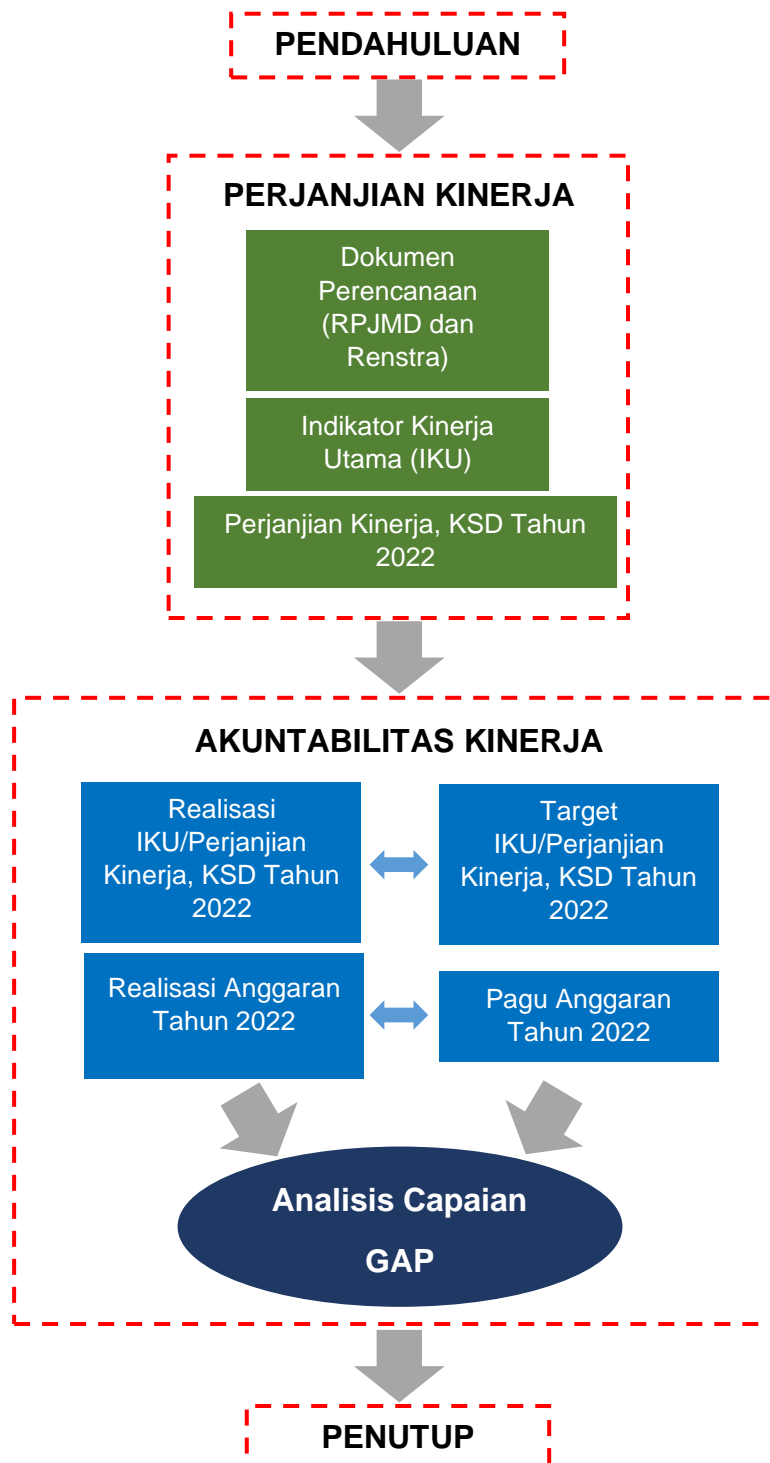 PENDAHULUAN
PERJANJIAN KINERJA
Dokumen
Perencanaan
(RPJMD dan
Renstra)
Indikator Kinerja
Utama (IKU)
Perjanjian Kinerja, KSD Tahun
2022
AKUNTABILITAS KINERJA
Realisasi
IKU/Perjanjian
Kinerja, KSD Tahun
2022
Target
IKU/Perjanjian
Kinerja, KSD Tahun
2022
Realisasi Anggaran
Tahun 2022
Pagu Anggaran
Tahun 2022
Analisis Capaian
GAP
PENUTUP